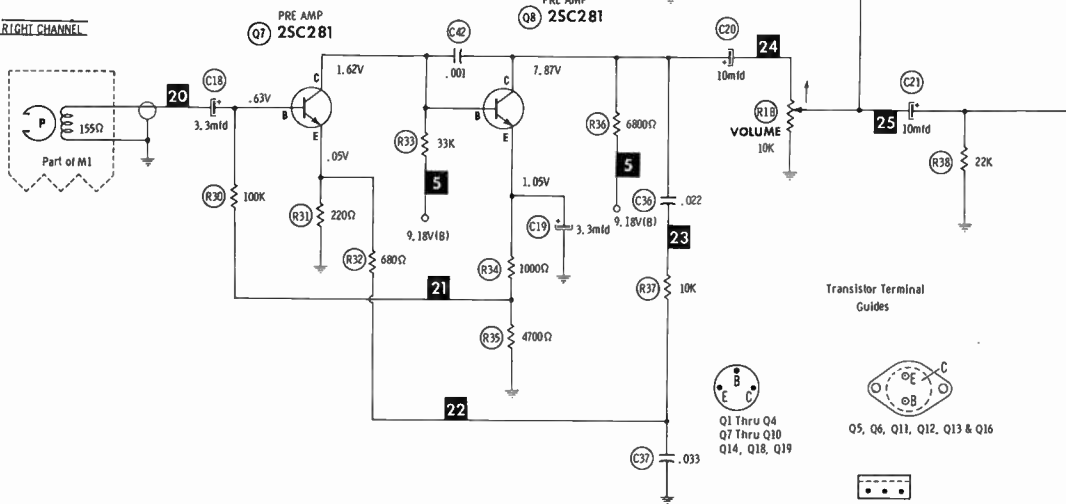 RIGHT CHANNEL
PRE AMP
Q7 2SC281
PRE AMP
Q8 2SC281
C18
3.3mfd
20
P
155Ω
Part of M1
.63V
1.62V
C
B
E
.05V
R30
100K
R31
220Ω
R32
680Ω
C42
.001
R33
33K
5
9.18V(B)
7.87V
C
B
E
1.05V
C19
3.3mfd
R34
1000Ω
21
R35
4700Ω
22
R36
6800Ω
5
9.18V(B)
C36
.022
23
R37
10K
C37
.033
C20
10mfd
24
R1B
VOLUME
10K
25
C21
10mfd
R38
22K
Transistor Terminal
Guides
B
E C
Q1 Thru Q4
Q7 Thru Q10
Q14, Q18, Q19
C
E
B
Q5, Q6, Q11, Q12, Q13 & Q16